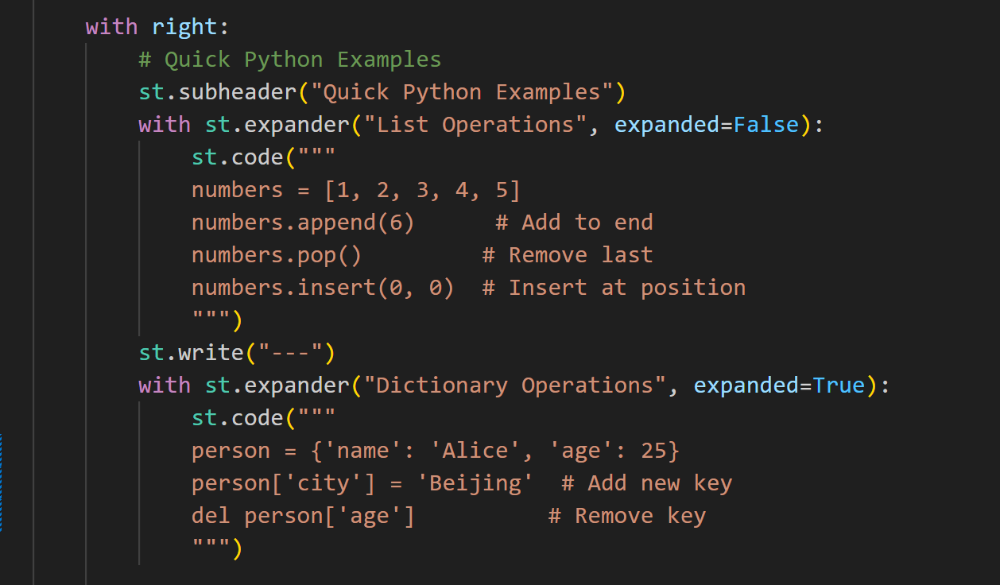 with right:
    # Quick Python Examples
    st.subheader("Quick Python Examples")
    with st.expander("List Operations", expanded=False):
        st.code("""
        numbers = [1, 2, 3, 4, 5]
        numbers.append(6)      # Add to end
        numbers.pop()         # Remove last
        numbers.insert(0, 0)  # Insert at position
        """)
    st.write("---")
    with st.expander("Dictionary Operations", expanded=True):
        st.code("""
        person = {'name': 'Alice', 'age': 25}
        person['city'] = 'Beijing'  # Add new key
        del person['age']          # Remove key
        """)